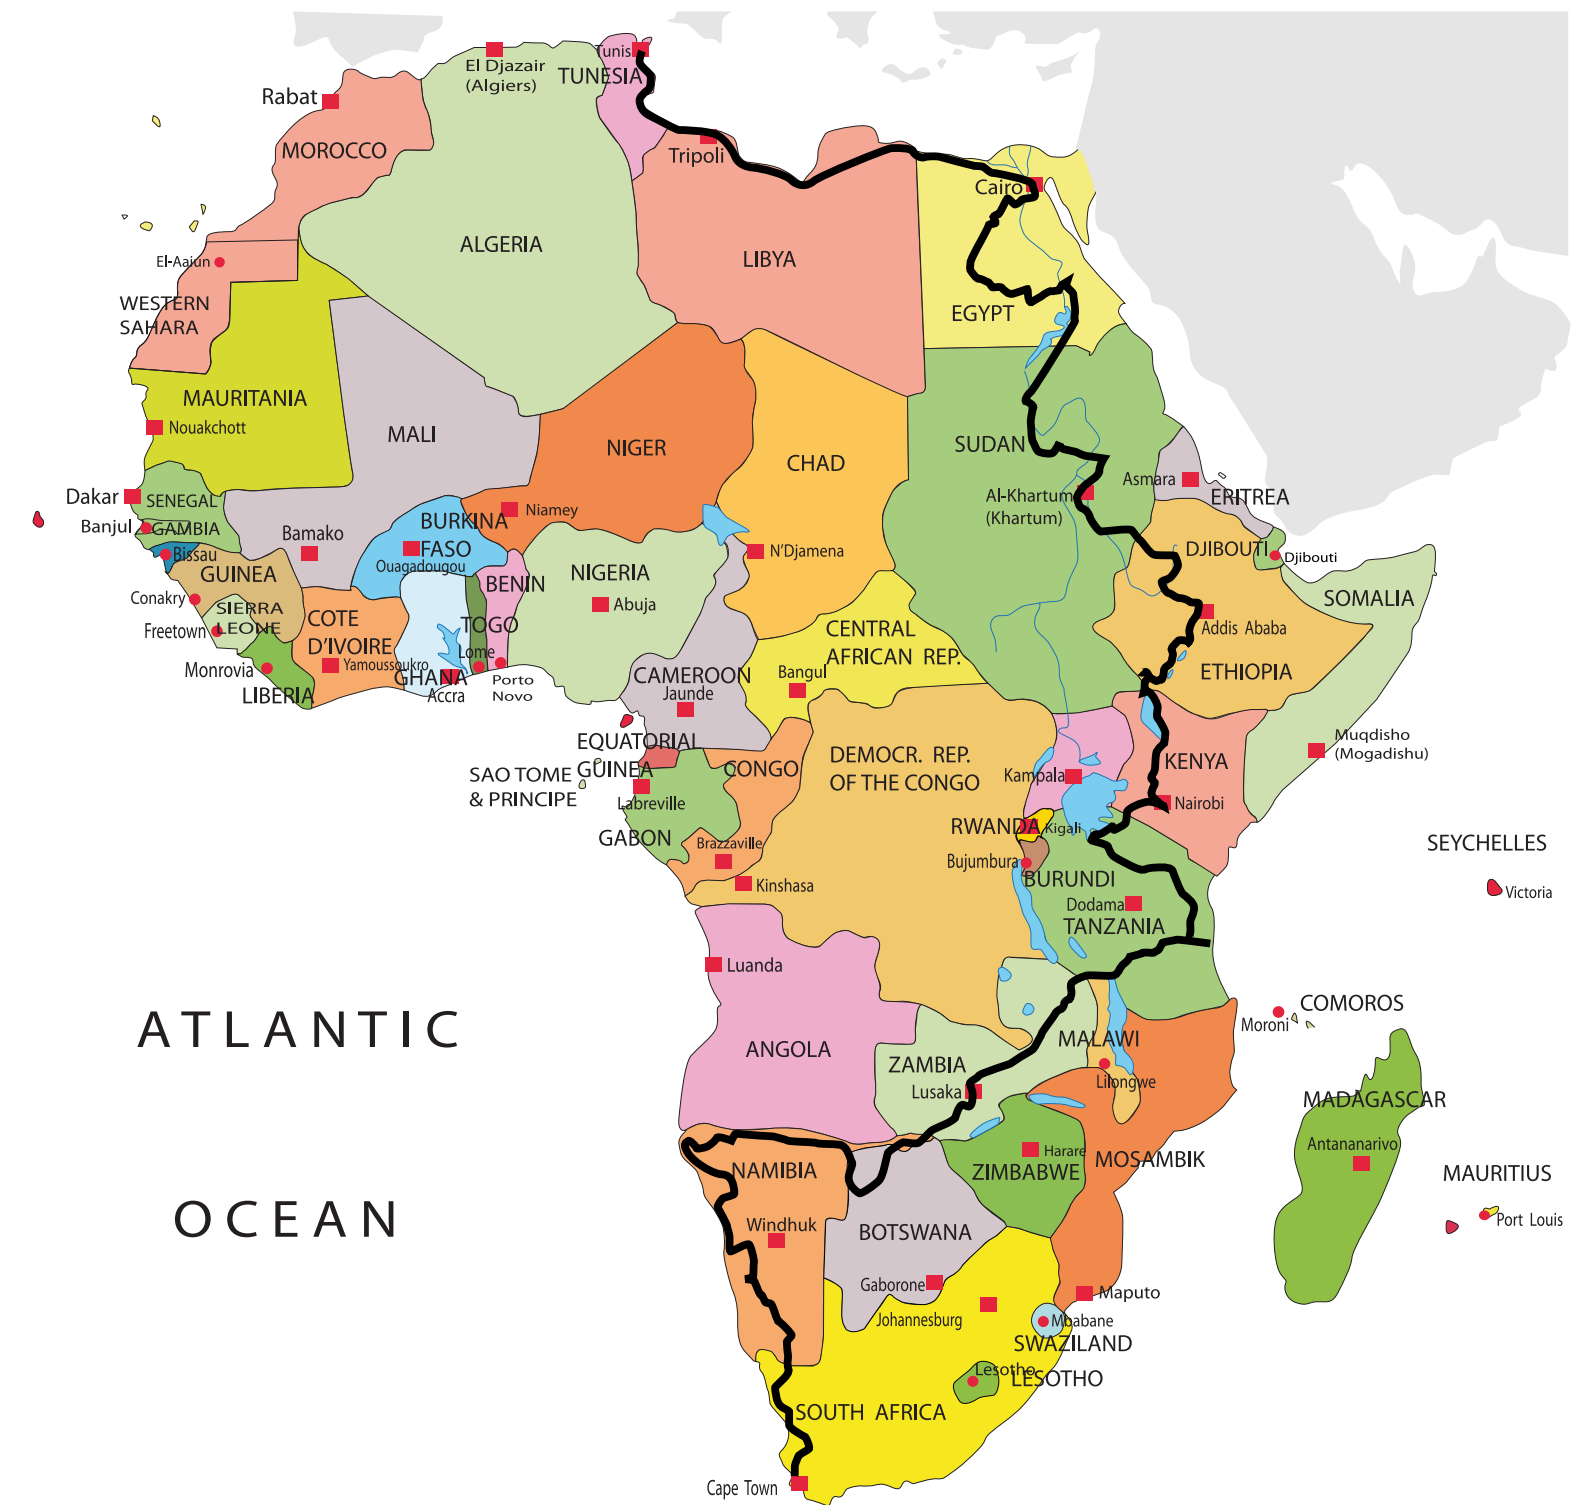 Tunis
TUNESIA
El Djazair
(Algiers)
Rabat
MOROCCO
Tripoli
Cairo
ALGERIA
LIBYA
El-Aaiun
WESTERN
SAHARA
EGYPT
MAURITANIA
Nouakchott
MALI
NIGER
CHAD
SUDAN
Asmara
ERITREA
Dakar
SENEGAL
Al-Khartum
(Khartum)
Banjul
GAMBIA
Bamako
BURKINA
FASO
Niamey
Ouagadougou
N'Djamena
DJIBOUTI
Djibouti
Bissau
GUINEA
BENIN
NIGERIA
Abuja
SOMALIA
Conakry
SIERRA
LEONE
Freetown
COTE
D'IVOIRE
Yamoussoukro
TOGO
Lome
CENTRAL
AFRICAN REP.
Addis Ababa
ETHIOPIA
Monrovia
LIBERIA
GHANA
Accra
Porto
Novo
CAMEROON
Jaunde
Bangul
EQUATORIAL
GUINEA
SAO TOME
& PRINCIPE
CONGO
DEMOCR. REP.
OF THE CONGO
Kampala
KENYA
Nairobi
Muqdisho
(Mogadishu)
Labreville
GABON
Brazzaville
Kinshasa
RWANDA
Kigali
Bujumbura
BURUNDI
Dodama
TANZANIA
SEYCHELLES
Victoria
Luanda
ANGOLA
ATLANTIC
OCEAN
ZAMBIA
Lusaka
MALAWI
Lilongwe
Moroni
COMOROS
MADAGASCAR
Antananarivo
MAURITIUS
Port Louis
NAMIBIA
Windhuk
Harare
ZIMBABWE
MOSAMBIK
BOTSWANA
Gaborone
Johannesburg
Maputo
Mbabane
SWAZILAND
Lesotho
LESOTHO
SOUTH AFRICA
Cape Town